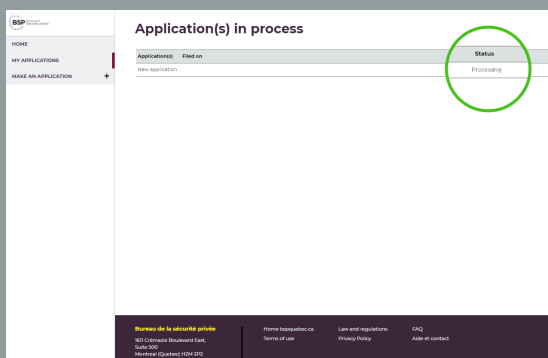 BSP
HOME
MY APPLICATIONS
MAKE AN APPLICATION +
Application(s) in process
Application(s) Filed on Status
New application Processing
Bureau de la sécurité privée
1611 Crémazie Boulevard East,
Suite 500
Montreal (Quebec) H2M 2P2
Home bspquebec.ca
Terms of use
Law and regulations
Privacy Policy
FAQ
Aide et contact